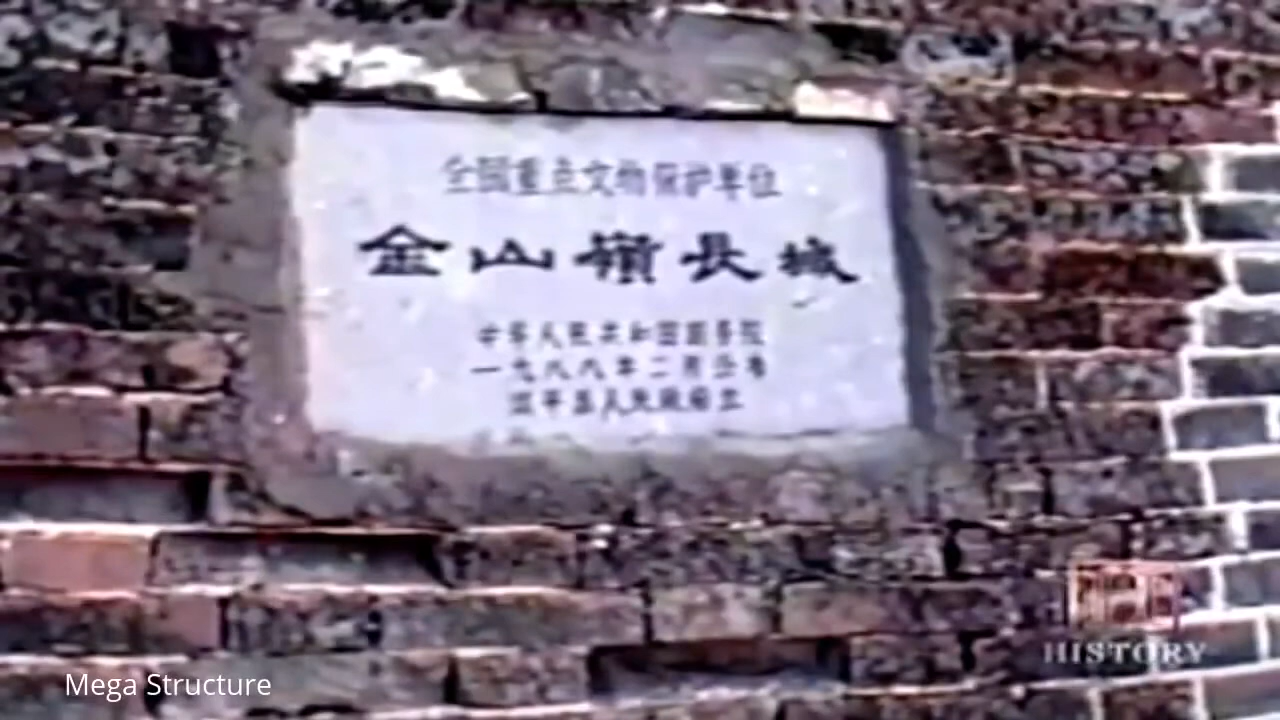 全国重点文物保护单位
金山嶺長城
中华人民共和国国务院
一九八八年二月公布
滦平县人民政府立
HISTORY
Mega Structure